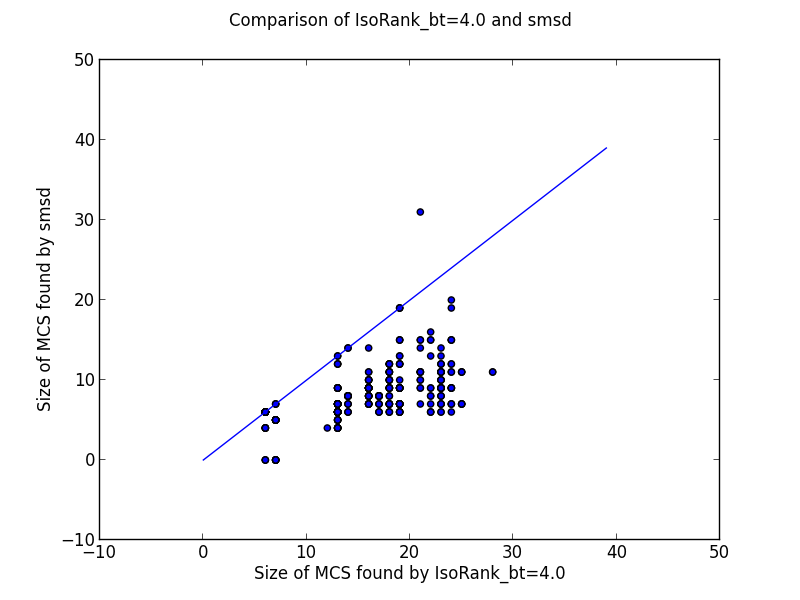 Comparison of IsoRank_bt=4.0 and smsd
50
40
30
20
10
0
−10
Size of MCS found by smsd
−10 0 10 20 30 40 50
Size of MCS found by IsoRank_bt=4.0